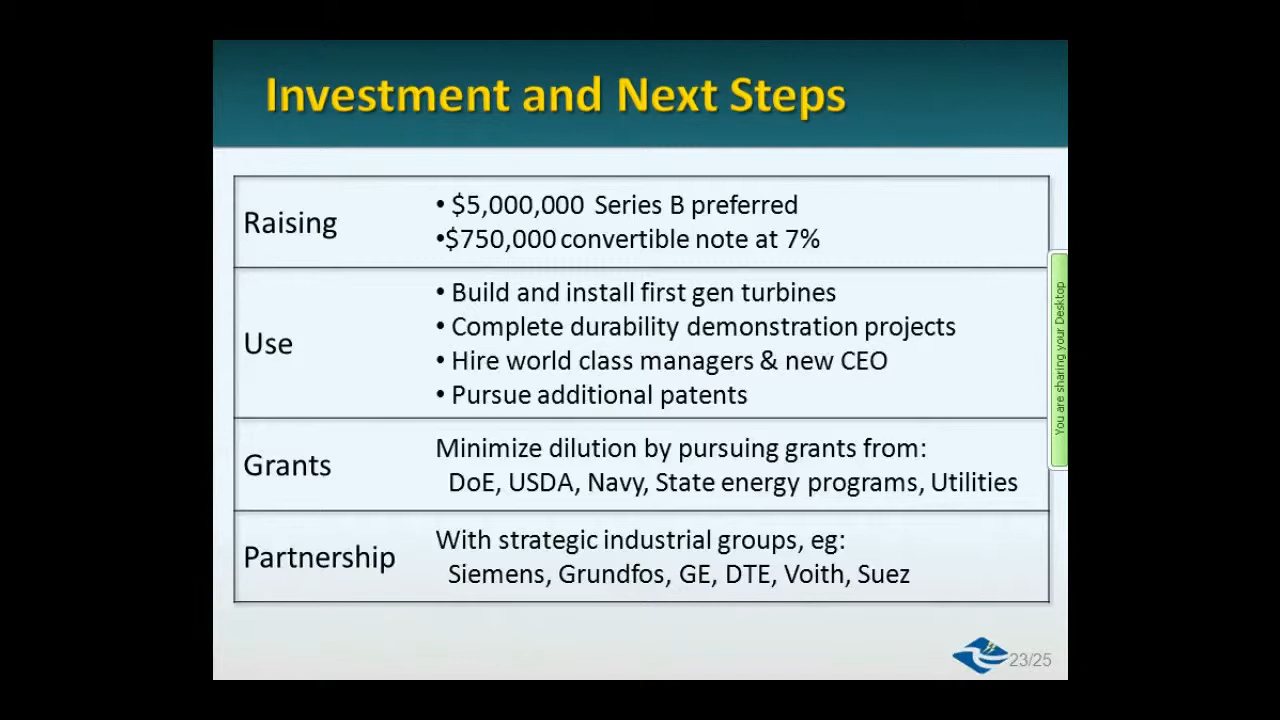 Investment and Next Steps
Raising
• $5,000,000 Series B preferred
•$750,000 convertible note at 7%
Use
• Build and install first gen turbines
• Complete durability demonstration projects
• Hire world class managers & new CEO
• Pursue additional patents
Grants
Minimize dilution by pursuing grants from:
DoE, USDA, Navy, State energy programs, Utilities
Partnership
With strategic industrial groups, eg:
Siemens, Grundfos, GE, DTE, Voith, Suez
You are sharing your Desktop
23/25